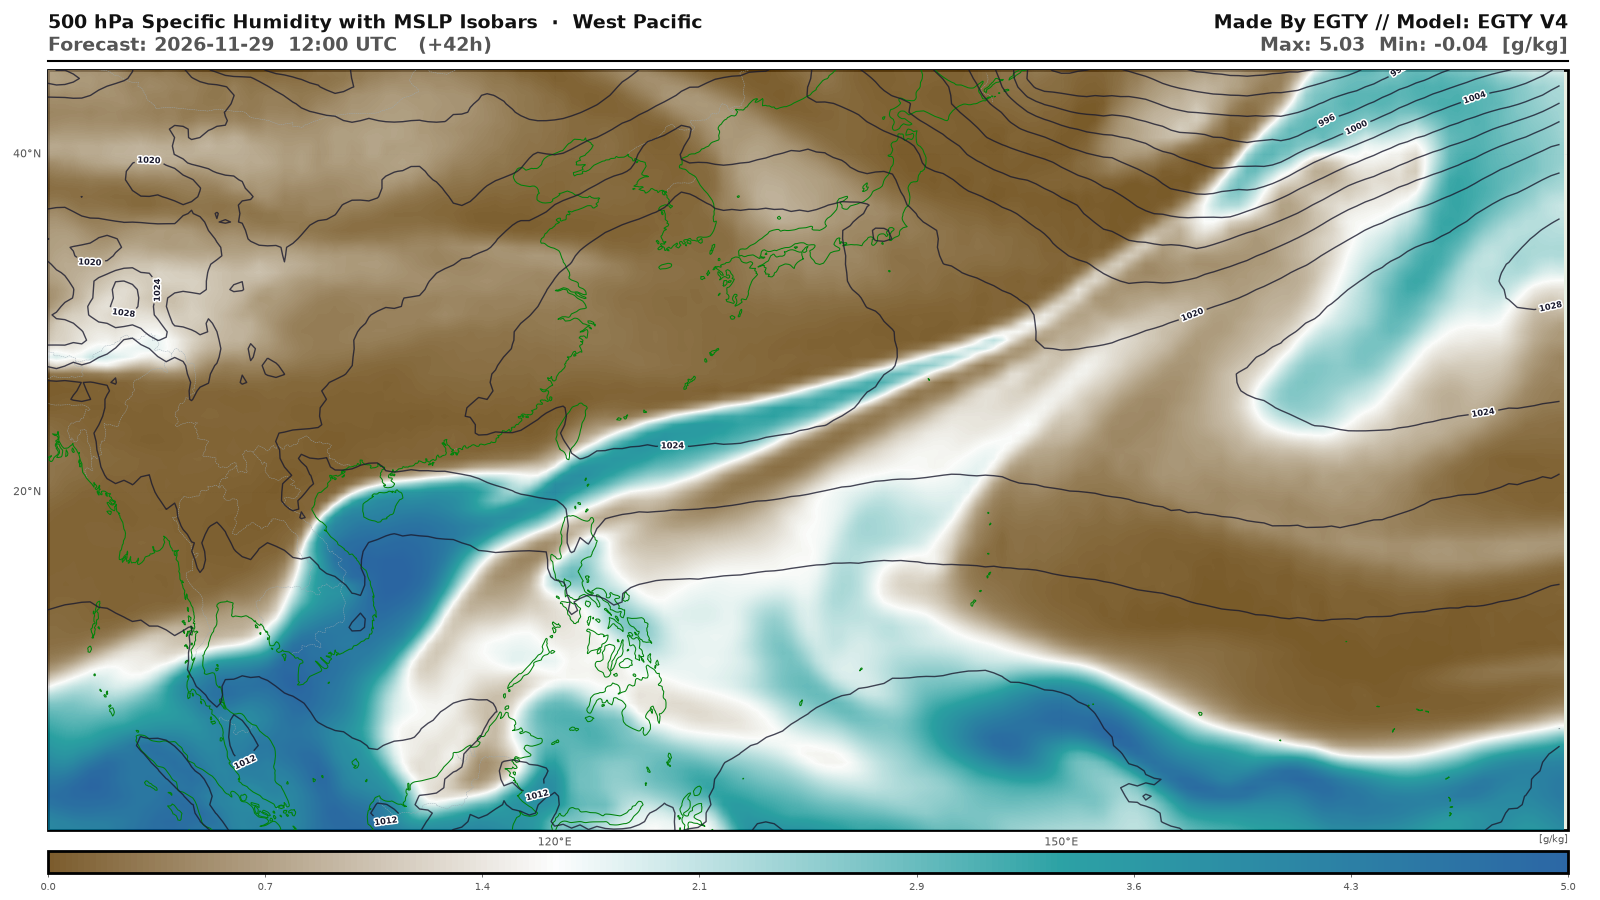 500 hPa Specific Humidity with MSLP Isobars · West Pacific
Made By EGTY // Model: EGTY V4
Forecast: 2026-11-29 12:00 UTC (+42h)
Max: 5.03 Min: -0.04 [g/kg]
1004
996
1000
40°N
1020
1020
1024
1028
1028
1020
1024
1024
20°N
1012
1012
1012
120°E
150°E
[g/kg]
0.0
0.7
1.4
2.1
2.9
3.6
4.3
5.0